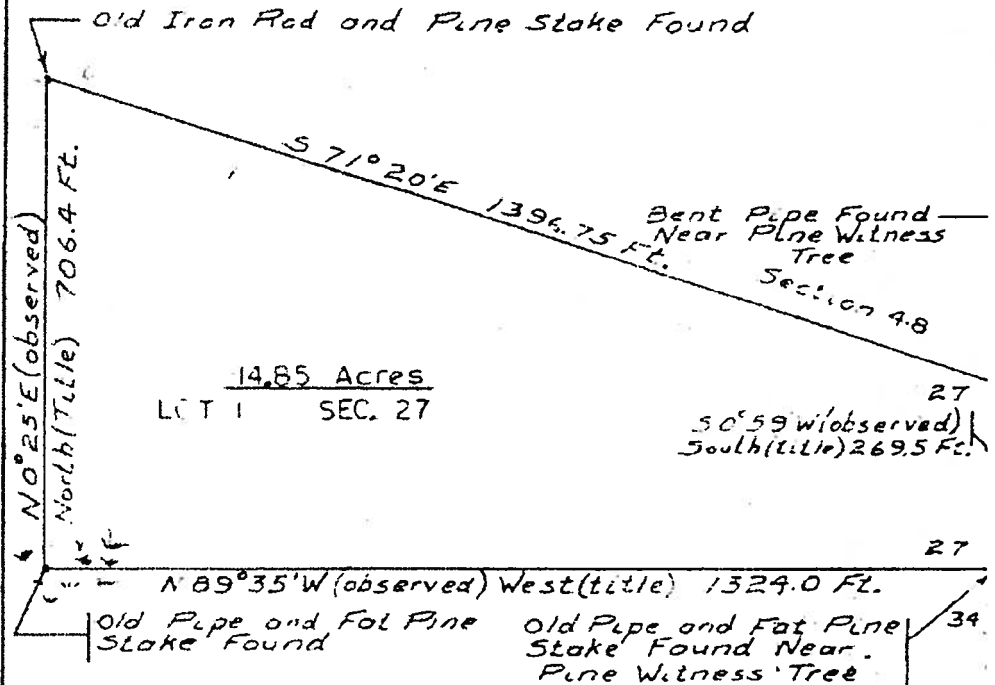 Old Iron Rod and Pine Stake Found
S 71° 20'E 1396.75 Ft.
Bent Pipe Found
Near Pine Witness
Tree
Section 4.8
N 0° 25' E (observed)
North (Title) 706.4 Ft.
14.85 Acres
LOT 1 SEC. 27
27
S 0° 59 W (observed)
South (title) 269.5 Ft.
27
N 89° 35' W (observed) West (title) 1324.0 Ft.
34
Old Pipe and Fat Pine
Stake Found
Old Pipe and Fat Pine
Stake Found Near
Pine Witness Tree